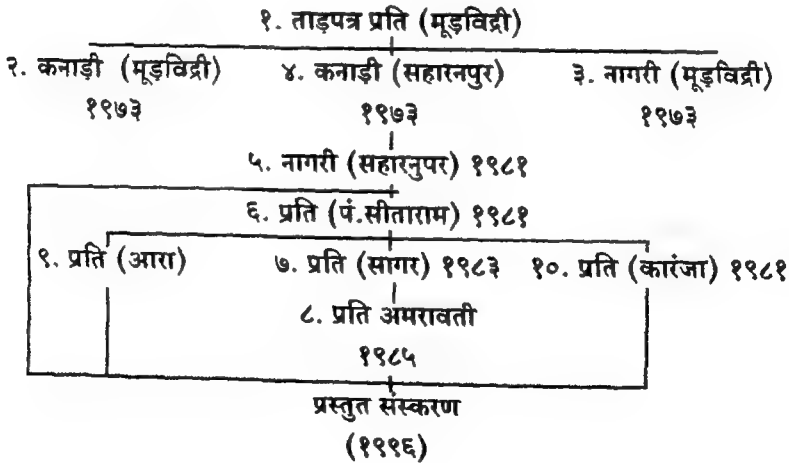 १. ताड़पत्र प्रति (मूड़विद्री)
२. कनाड़ी (मूड़विद्री) ४. कनाड़ी (सहारनपुर) ३. नागरी (मूड़विद्री)
१९७३ १९७३ १९७३
५. नागरी (सहारनुपर) १९८१
६. प्रति (पं.सीताराम) १९८१
९. प्रति (आरा) ७. प्रति (सागर) १९८३ १०. प्रति (कारंजा) १९८१
८. प्रति अमरावती
१९८५
प्रस्तुत संस्करण
(१९९६)